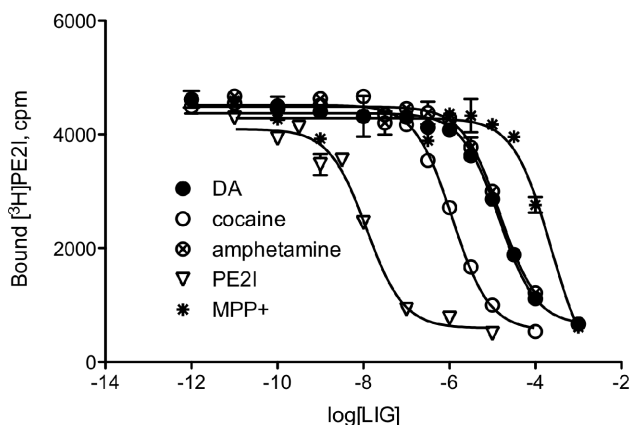 6000
4000
2000
0
Bound [³H]PE2I, cpm
DA
cocaine
amphetamine
PE2I
MPP+
-14 -12 -10 -8 -6 -4 -2
log[LIG]